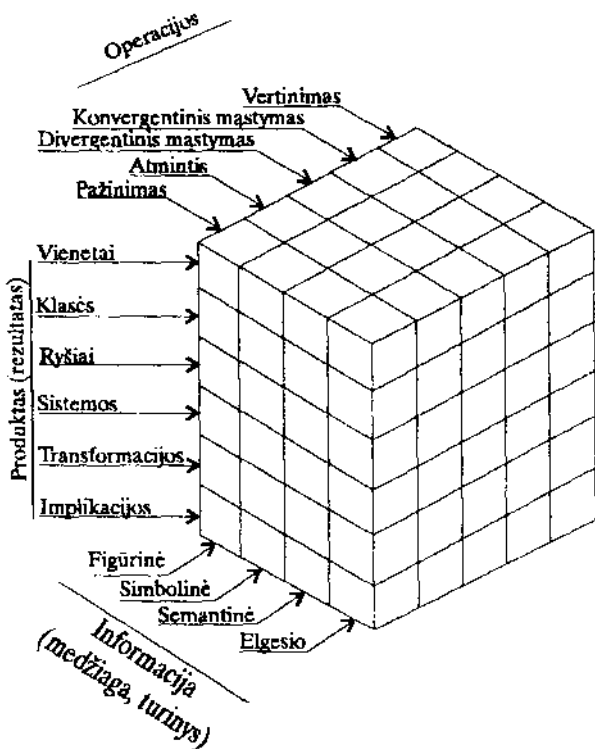 Operacijos
Vertinimas
Konvergentinis mąstymas
Divergentinis mąstymas
Atmintis
Pažinimas
Produktas (rezultatas)
Vienetai
Klasės
Ryšiai
Sistemos
Transformacijos
Implikacijos
Figūrinė
Simbolinė
Semantinė
Elgesio
Informacija
(medžiaga, turinys)